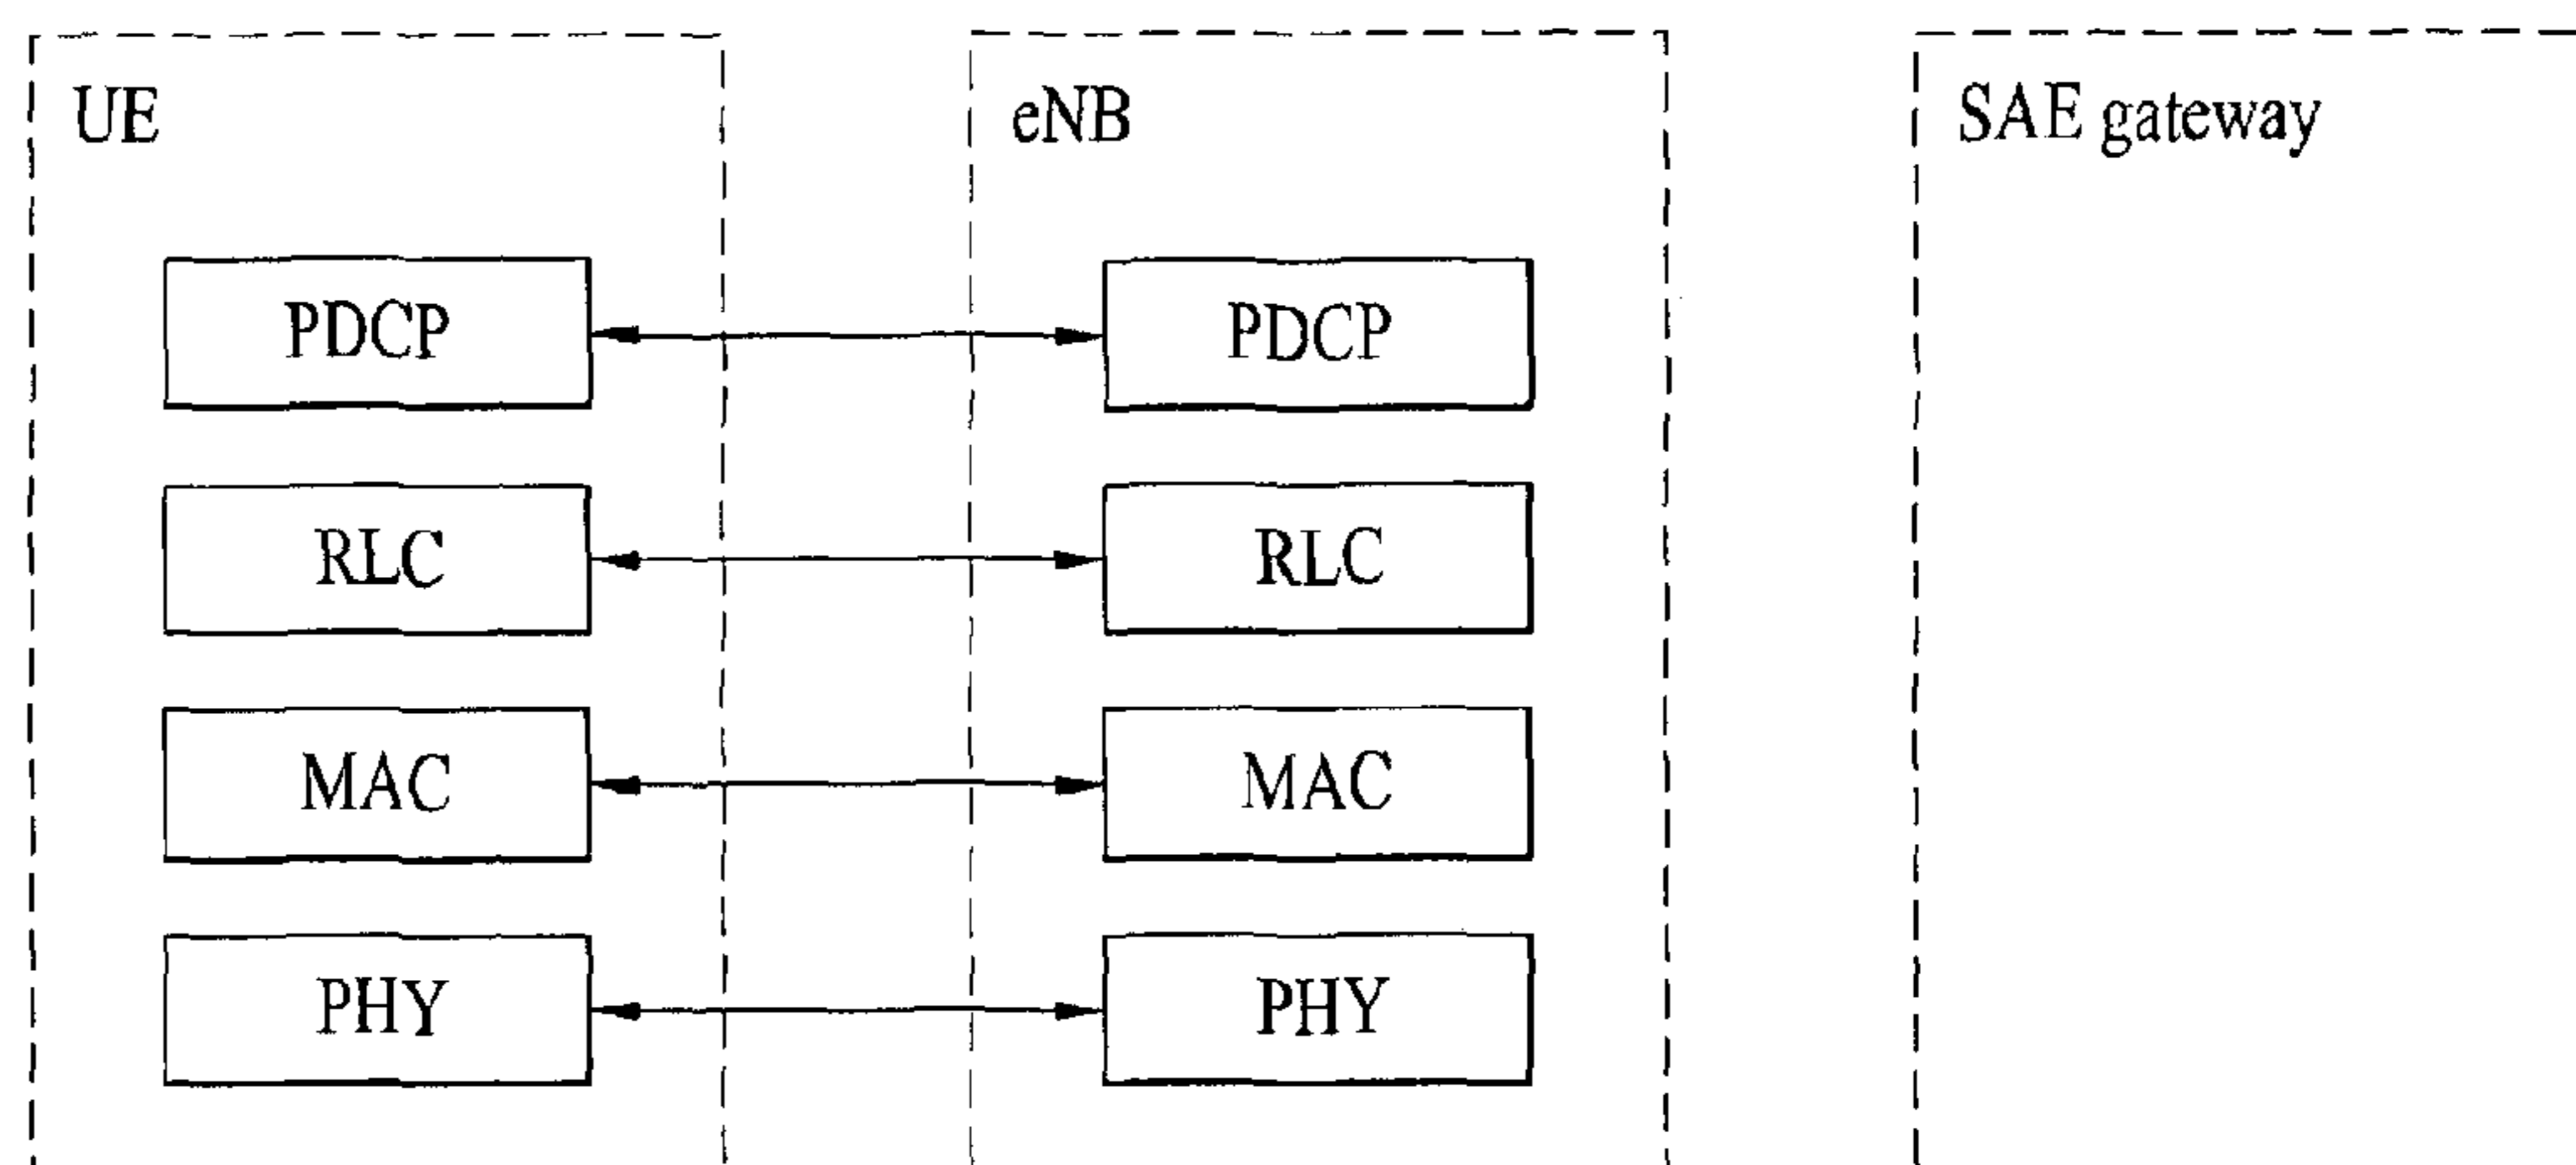 UE eNB SAE gateway
PDCP PDCP
RLC RLC
MAC MAC
PHY PHY